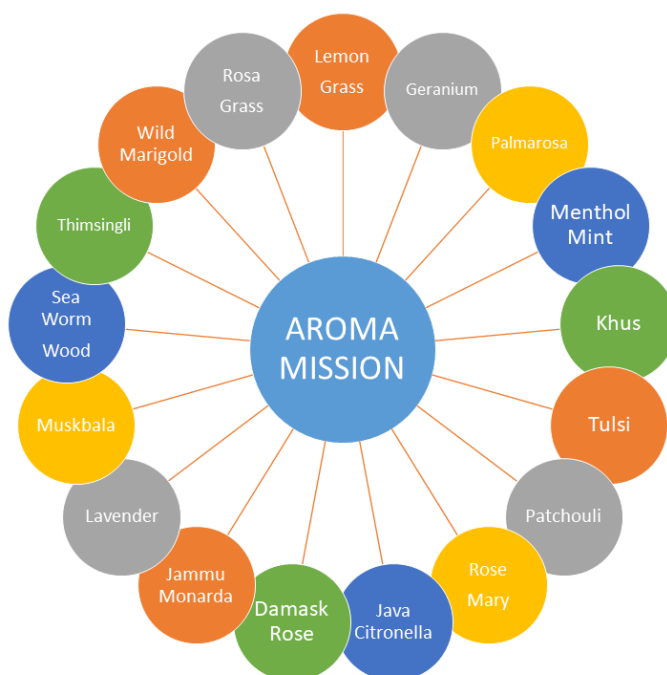 AROMA
MISSION
Lemon
Grass
Geranium
Palmarosa
Menthol
Mint
Khus
Tulsi
Patchouli
Rose
Mary
Java
Citronella
Damask
Rose
Jammu
Monarda
Lavender
Muskbala
Sea
Worm
Wood
Thimsingli
Wild
Marigold
Rosa
Grass